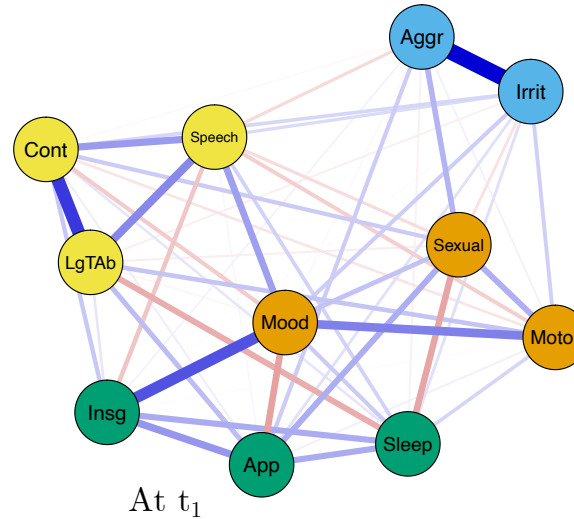 Aggr
Irrit
Speech
Cont
Sexual
LgTAb
Mood
Moto
Insg
Sleep
App
At t₁